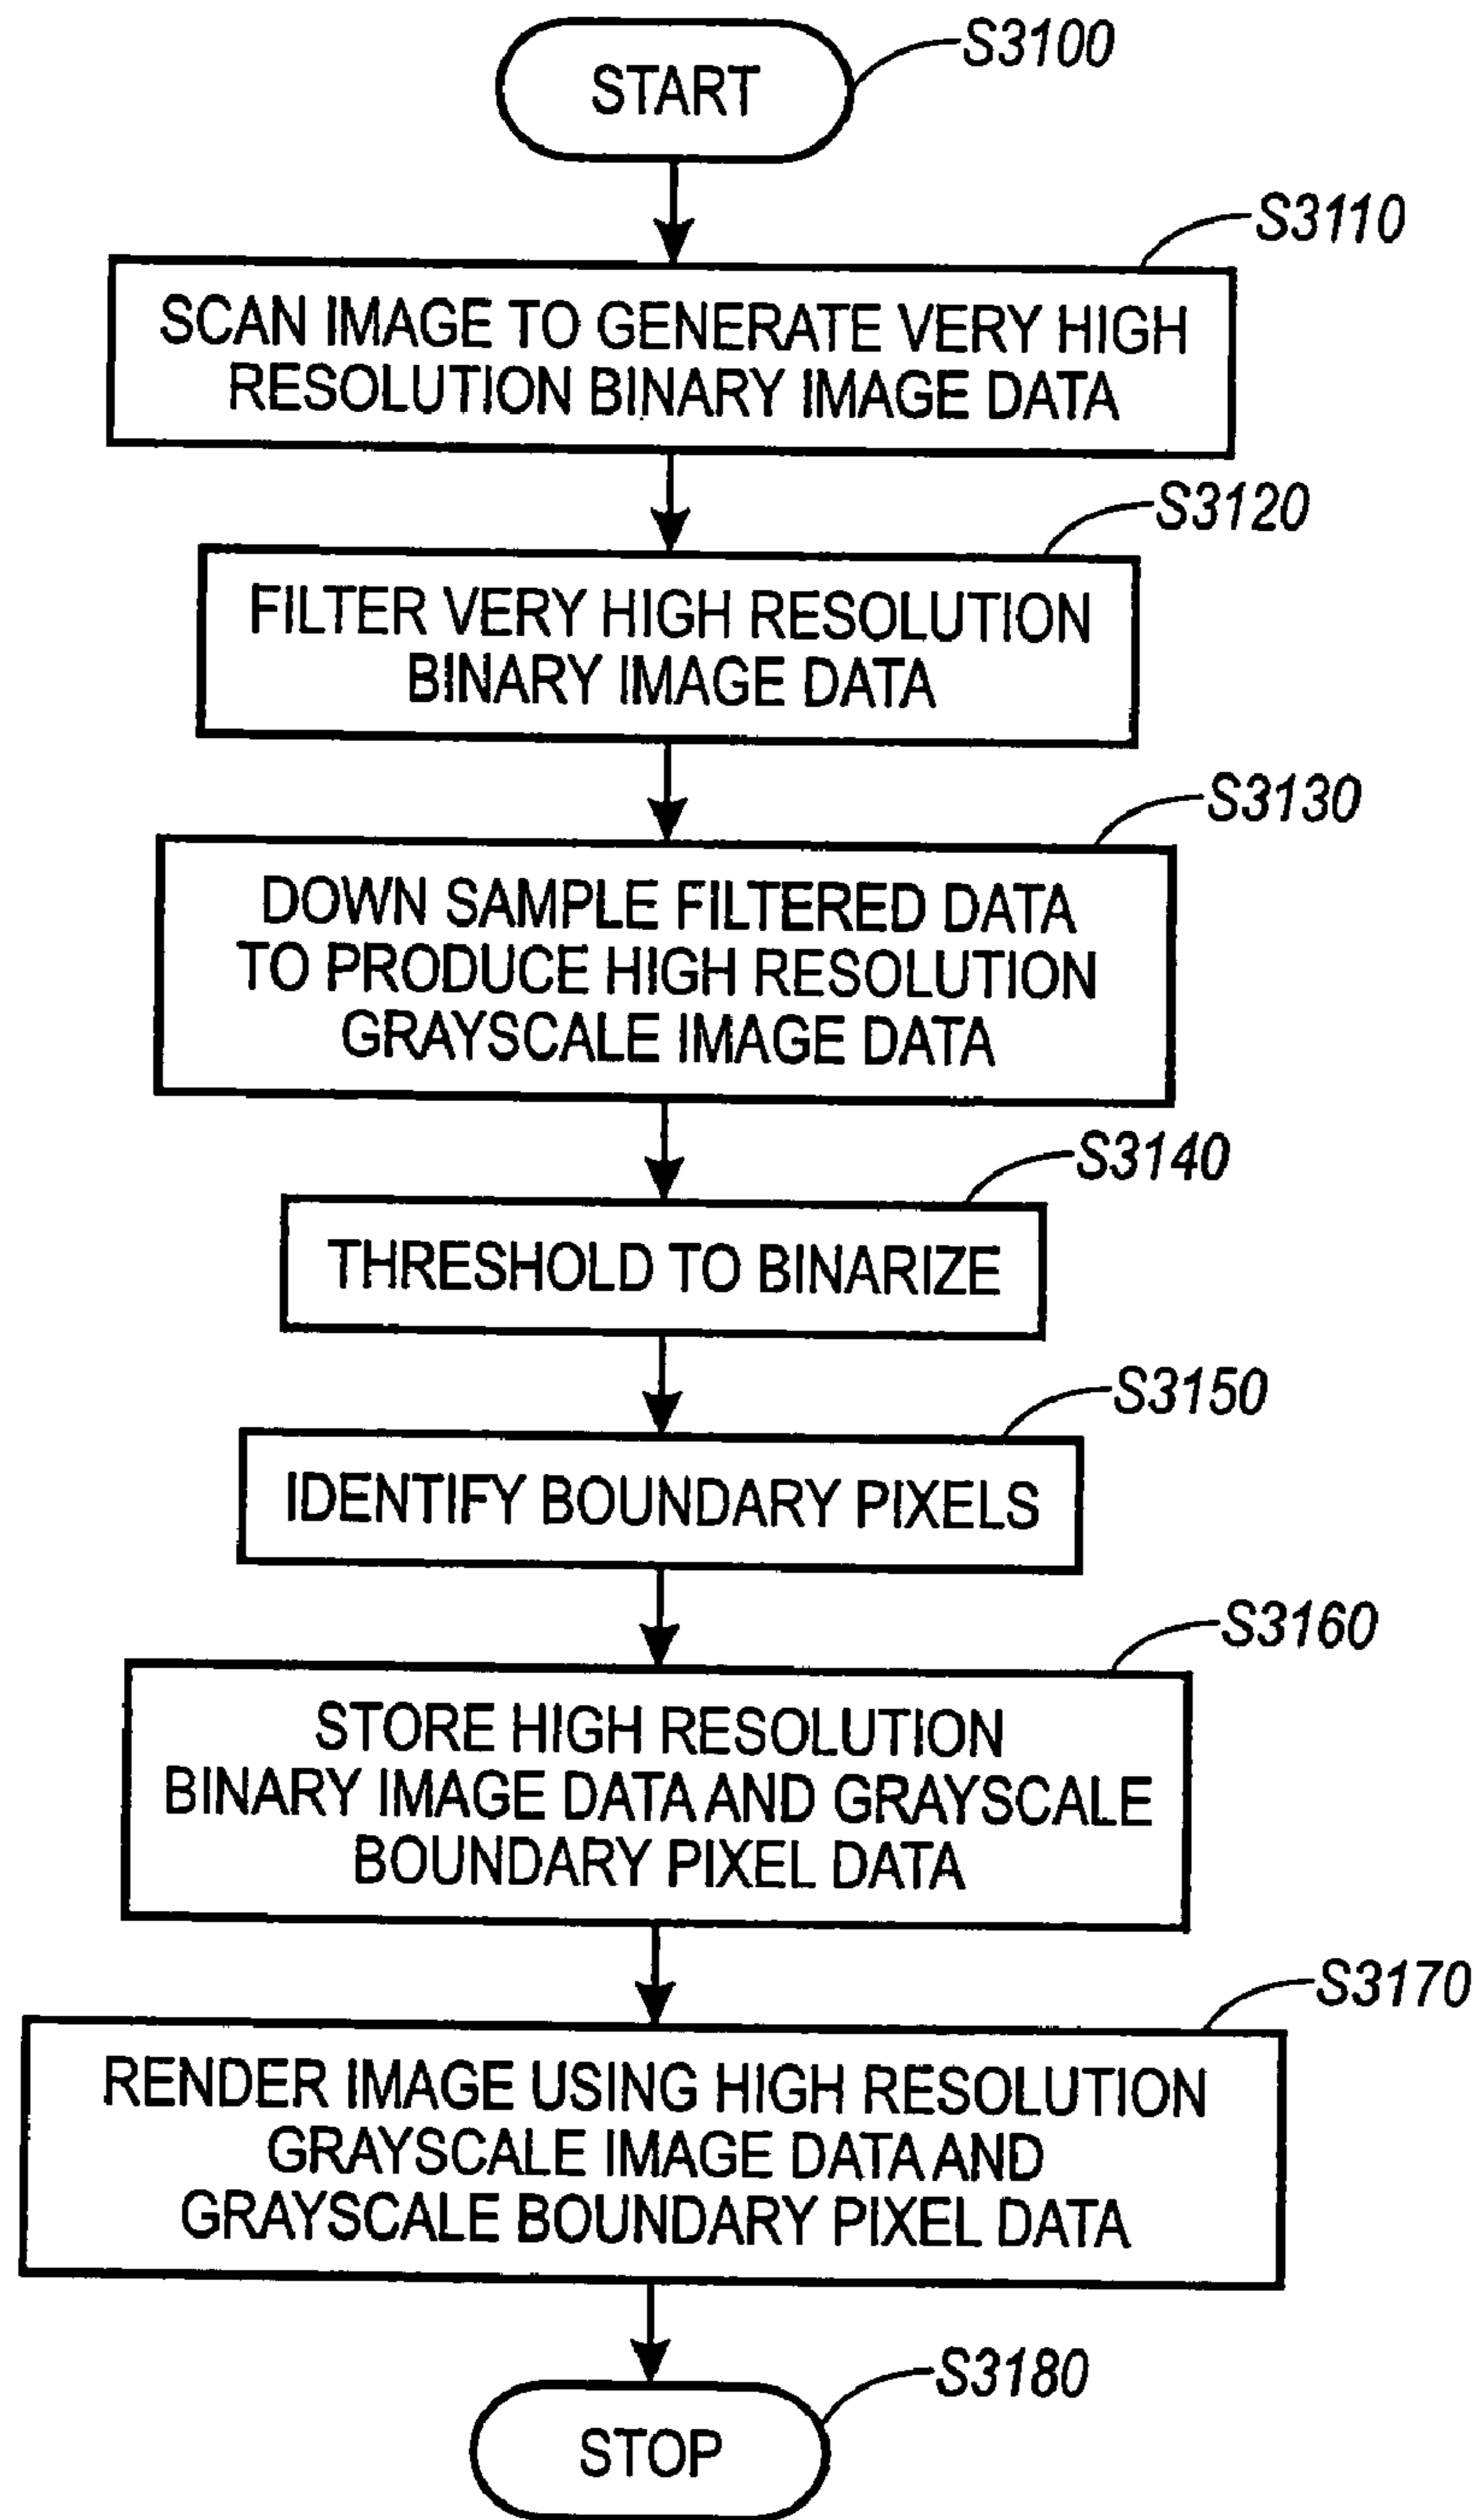 START
S3100
S3110
SCAN IMAGE TO GENERATE VERY HIGH
RESOLUTION BINARY IMAGE DATA
S3120
FILTER VERY HIGH RESOLUTION
BINARY IMAGE DATA
S3130
DOWN SAMPLE FILTERED DATA
TO PRODUCE HIGH RESOLUTION
GRAYSCALE IMAGE DATA
S3140
THRESHOLD TO BINARIZE
S3150
IDENTIFY BOUNDARY PIXELS
S3160
STORE HIGH RESOLUTION
BINARY IMAGE DATA AND GRAYSCALE
BOUNDARY PIXEL DATA
S3170
RENDER IMAGE USING HIGH RESOLUTION
GRAYSCALE IMAGE DATA AND
GRAYSCALE BOUNDARY PIXEL DATA
S3180
STOP